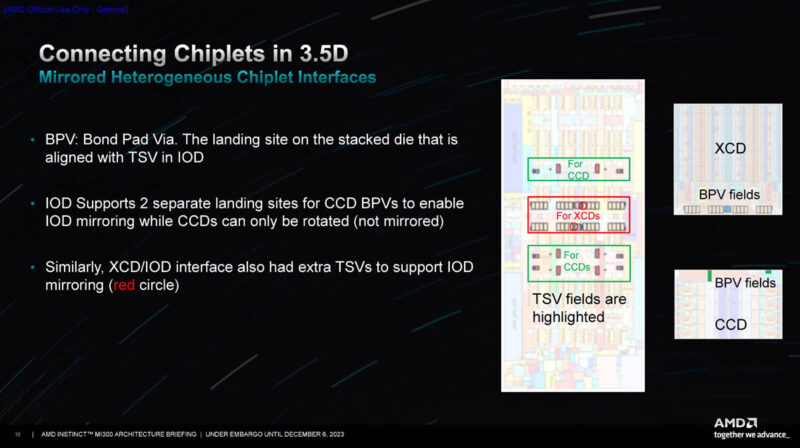 [AMD Official Use Only - General]
Connecting Chiplets in 3.5D
Mirrored Heterogeneous Chiplet Interfaces
• BPV: Bond Pad Via. The landing site on the stacked die that is
aligned with TSV in IOD
• IOD Supports 2 separate landing sites for CCD BPVs to enable
IOD mirroring while CCDs can only be rotated (not mirrored)
• Similarly, XCD/IOD interface also had extra TSVs to support IOD
mirroring (red circle)
For
CCD
For XCDs
For
CCDs
TSV fields are
highlighted
XCD
BPV fields
BPV fields
CCD
15 | AMD INSTINCT™ MI300 ARCHITECTURE BRIEFING | UNDER EMBARGO UNTIL DECEMBER 6, 2023
AMD
together we advance_